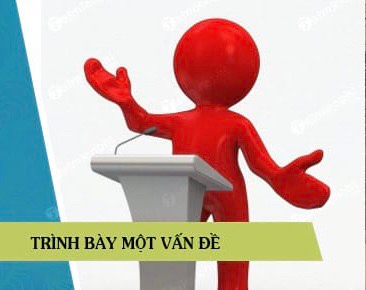 TRÌNH BÀY MỘT VẤN ĐỀ